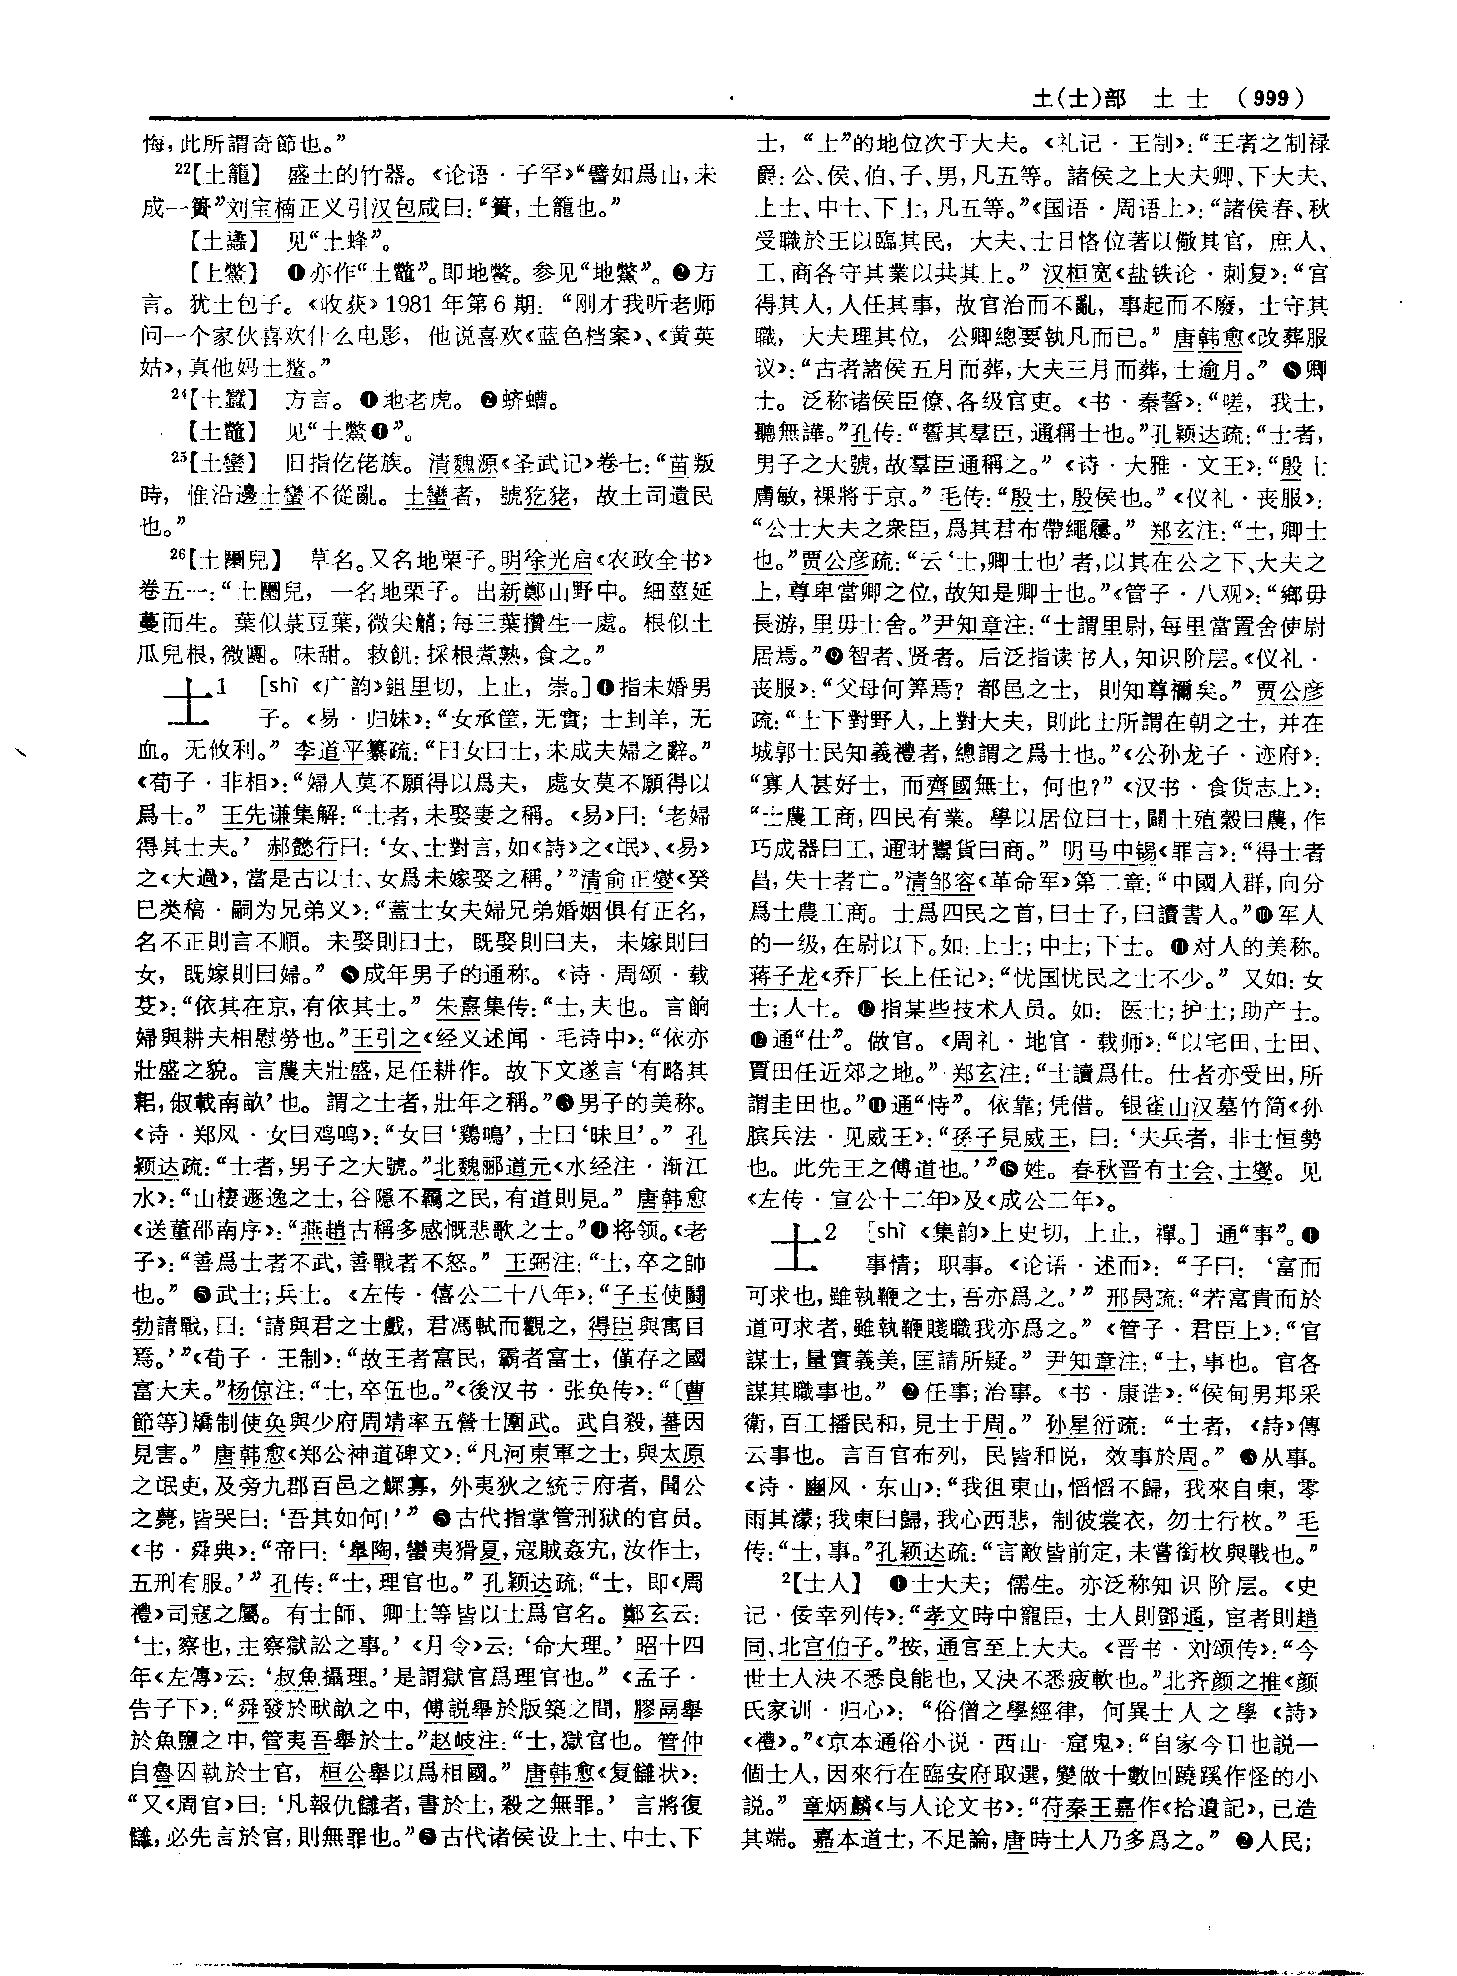 土(士)部　土　士　(999)
悔，此所謂奇節也。”
²²【土籠】　盛土的竹器。《论语·子罕》“譬如爲山，未
成一簣”刘宝楠正义引汉包咸曰：“簣，土籠也。”
【土蠭】　见“土蜂”。
【土鱉】　❶亦作“土鼈”。即地鱉。参见“地鱉”。❷方
言。犹土包子。《收获》1981年第6期：“刚才我听老师
问一个家伙喜欢什么电影，他说喜欢《蓝色档案》、《黄英
姑》，真他妈土鳖。”
²⁴【土蠶】　方言。❶地老虎。❷蛴螬。
【土鼈】　见“土鱉❶”。
²⁵【土蠻】　旧指仡佬族。清魏源《圣武记》卷七：“苗叛
時，惟沿邊土蠻不從亂。土蠻者，號犵狫，故土司遺民
也。”
²⁶【土圞兒】　草名。又名地栗子。明徐光启《农政全书》
卷五一：“土圞兒，一名地栗子。出新鄭山野中。細莖延
蔓而生。葉似菉豆葉，微尖艄；每三葉攢生一處。根似土
瓜兒根，微團。味甜。救飢：採根煮熟，食之。”
士¹　［shì《广韵》鉏里切，上止，崇。］❶指未婚男
子。《易·归妹》：“女承筐，无實；士刲羊，无
血。无攸利。”李道平纂疏：“曰女曰士，未成夫婦之辭。”
《荀子·非相》：“婦人莫不願得以爲夫，處女莫不願得以
爲士。”王先谦集解：“士者，未娶妻之稱。《易》曰：‘老婦
得其士夫。’郝懿行曰：‘女、士對言，如《詩》之《氓》、《易》
之《大過》，當是古以士、女爲未嫁娶之稱。’”清俞正燮《癸
巳类稿·嗣为兄弟义》：“蓋士女夫婦兄弟婚姻俱有正名，
名不正則言不順。未娶則曰士，既娶則曰夫，未嫁則曰
女，既嫁則曰婦。”❷成年男子的通称。《诗·周颂·载
芟》：“依其在京，有依其士。”朱熹集传：“士，夫也。言餉
婦與耕夫相慰勞也。”王引之《经义述闻·毛诗中》：“依亦
壯盛之貌。言農夫壯盛，足任耕作。故下文遂言‘有略其
耜，俶載南畝’也。謂之士者，壯年之稱。”❸男子的美称。
《诗·郑风·女曰鸡鸣》：“女曰‘鷄鳴’，士曰‘昧旦’。”孔
颖达疏：“士者，男子之大號。”北魏郦道元《水经注·渐江
水》：“山棲遯逸之士，谷隱不羈之民，有道則見。”唐韩愈
《送董邵南序》：“燕趙古稱多感慨悲歌之士。”❹将领。《老
子》：“善爲士者不武，善戰者不怒。”王弼注：“士，卒之帥
也。”❺武士；兵士。《左传·僖公二十八年》：“子玉使鬬
勃請戰，曰：‘請與君之士戲，君馮軾而觀之，得臣與寓目
焉。’”《荀子·王制》：“故王者富民，霸者富士，僅存之國
富大夫。”杨倞注：“士，卒伍也。”《後汉书·张奂传》：“〔曹
節等〕矯制使奐與少府周靖率五營士圍武。武自殺，蕃因
見害。”唐韩愈《郑公神道碑文》：“凡河東軍之士，與太原
之氓吏，及旁九郡百邑之鰥寡，外夷狄之統于府者，聞公
之薨，皆哭曰：‘吾其如何！’”❻古代指掌管刑狱的官员。
《书·舜典》：“帝曰：‘皋陶，蠻夷猾夏，寇賊姦宄，汝作士，
五刑有服。’”孔传：“士，理官也。”孔颖达疏：“士，即《周
禮》司寇之屬。有士師、卿士等皆以士爲官名。鄭玄云：
‘士，察也，主察獄訟之事。’《月令》云：‘命大理。’昭十四
年《左傳》云：‘叔魚攝理。’是謂獄官爲理官也。”《孟子·
告子下》：“舜發於畎畝之中，傅説舉於版築之間，膠鬲舉
於魚鹽之中，管夷吾舉於士。”赵岐注：“士，獄官也。管仲
自魯囚執於士官，桓公舉以爲相國。”唐韩愈《复讎状》：
“又《周官》曰：‘凡報仇讎者，書於士，殺之無罪。’言將復
讎，必先言於官，則無罪也。”❼古代诸侯设上士、中士、下
士，“士”的地位次于大夫。《礼记·王制》：“王者之制禄
爵：公、侯、伯、子、男，凡五等。諸侯之上大夫卿、下大夫、
上士、中士、下士，凡五等。”《国语·周语上》：“諸侯春、秋
受職於王以臨其民，大夫、士日恪位著以儆其官，庶人、
工、商各守其業以共其上。”汉桓宽《盐铁论·刺复》：“官
得其人，人任其事，故官治而不亂，事起而不廢，士守其
職，大夫理其位，公卿總要執凡而已。”唐韩愈《改葬服
议》：“古者諸侯五月而葬，大夫三月而葬，士逾月。”❽卿
士。泛称诸侯臣僚、各级官吏。《书·秦誓》：“嗟，我士，
聽無譁。”孔传：“誓其羣臣，通稱士也。”孔颖达疏：“士者，
男子之大號，故羣臣通稱之。”《诗·大雅·文王》：“殷士
膚敏，祼將于京。”毛传：“殷士，殷侯也。”《仪礼·丧服》：
“公士大夫之衆臣，爲其君布帶繩屨。”郑玄注：“士，卿士
也。”贾公彦疏：“云‘士，卿士也’者，以其在公之下、大夫之
上，尊卑當卿之位，故知是卿士也。”《管子·八观》：“鄉毋
長游，里毋士舍。”尹知章注：“士謂里尉，每里當置舍使尉
居焉。”❾智者、贤者。后泛指读书人，知识阶层。《仪礼·
丧服》：“父母何筭焉？都邑之士，則知尊禰矣。”贾公彦
疏：“士下對野人，上對大夫，則此士所謂在朝之士，并在
城郭士民知義禮者，總謂之爲士也。”《公孙龙子·迹府》：
“寡人甚好士，而齊國無士，何也？”《汉书·食货志上》：
“士農工商，四民有業。學以居位曰士，闢土殖穀曰農，作
巧成器曰工，通財鬻貨曰商。”明马中锡《罪言》：“得士者
昌，失士者亡。”清邹容《革命军》第二章：“中國人群，向分
爲士農工商。士爲四民之首，曰士子，曰讀書人。”❿军人
的一级，在尉以下。如：上士；中士；下士。⓫对人的美称。
蒋子龙《乔厂长上任记》：“忧国忧民之士不少。”又如：女
士；人士。⓬指某些技术人员。如：医士；护士；助产士。
⓭通“仕”。做官。《周礼·地官·载师》：“以宅田、士田、
賈田任近郊之地。”郑玄注：“士讀爲仕。仕者亦受田，所
謂圭田也。”⓮通“恃”。依靠；凭借。银雀山汉墓竹简《孙
膑兵法·见威王》：“孫子見威王，曰：‘夫兵者，非士恒勢
也。此先王之傅道也。’”⓯姓。春秋晋有士会、士燮。见
《左传·宣公十二年》及《成公二年》。
士²　［shì《集韵》上史切，上止，禪。］通“事”。❶
事情；职事。《论语·述而》：“子曰：‘富而
可求也，雖執鞭之士，吾亦爲之。’”邢昺疏：“若富貴而於
道可求者，雖執鞭賤職我亦爲之。”《管子·君臣上》：“官
謀士，量實義美，匡請所疑。”尹知章注：“士，事也。官各
謀其職事也。”❷任事；治事。《书·康诰》：“侯甸男邦采
衛，百工播民和，見士于周。”孙星衍疏：“士者，《詩》傳
云事也。言百官布列，民皆和悦，效事於周。”❸从事。
《诗·豳风·东山》：“我徂東山，慆慆不歸，我來自東，零
雨其濛；我東曰歸，我心西悲，制彼裳衣，勿士行枚。”毛
传：“士，事。”孔颖达疏：“言敵皆前定，未嘗銜枚與戰也。”
²【士人】　❶士大夫；儒生。亦泛称知识阶层。《史
记·佞幸列传》：“孝文時中寵臣，士人則鄧通，宦者則趙
同、北宫伯子。”按，通官至上大夫。《晋书·刘颂传》：“今
世士人決不悉良能也，又決不悉疲軟也。”北齐颜之推《颜
氏家训·归心》：“俗僧之學經律，何異士人之學《詩》
《禮》。”《京本通俗小说·西山一窟鬼》：“自家今日也説一
個士人，因來行在臨安府取選，變做十數回蹺蹊作怪的小
説。”章炳麟《与人论文书》：“苻秦王嘉作《拾遺記》，已造
其端。嘉本道士，不足論，唐時士人乃多爲之。”❷人民；